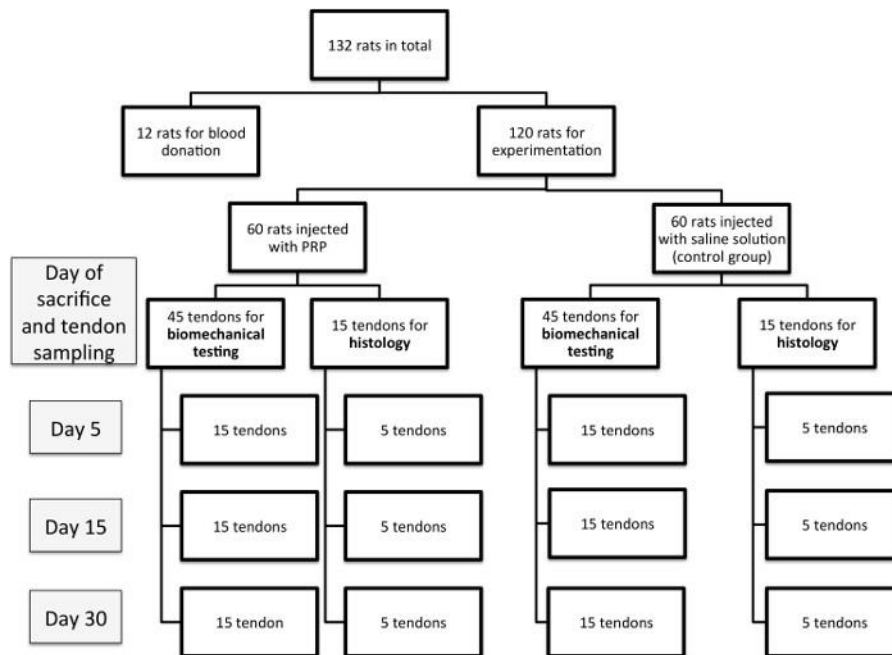 132 rats in total
12 rats for blood
donation
120 rats for
experimentation
60 rats injected
with PRP
60 rats injected
with saline solution
(control group)
Day of
sacrifice
and tendon
sampling
45 tendons for
biomechanical
testing
15 tendons for
histology
45 tendons for
biomechanical
testing
15 tendons for
histology
Day 5
15 tendons
5 tendons
15 tendons
5 tendons
Day 15
15 tendons
5 tendons
15 tendons
5 tendons
Day 30
15 tendon
5 tendons
15 tendons
5 tendons